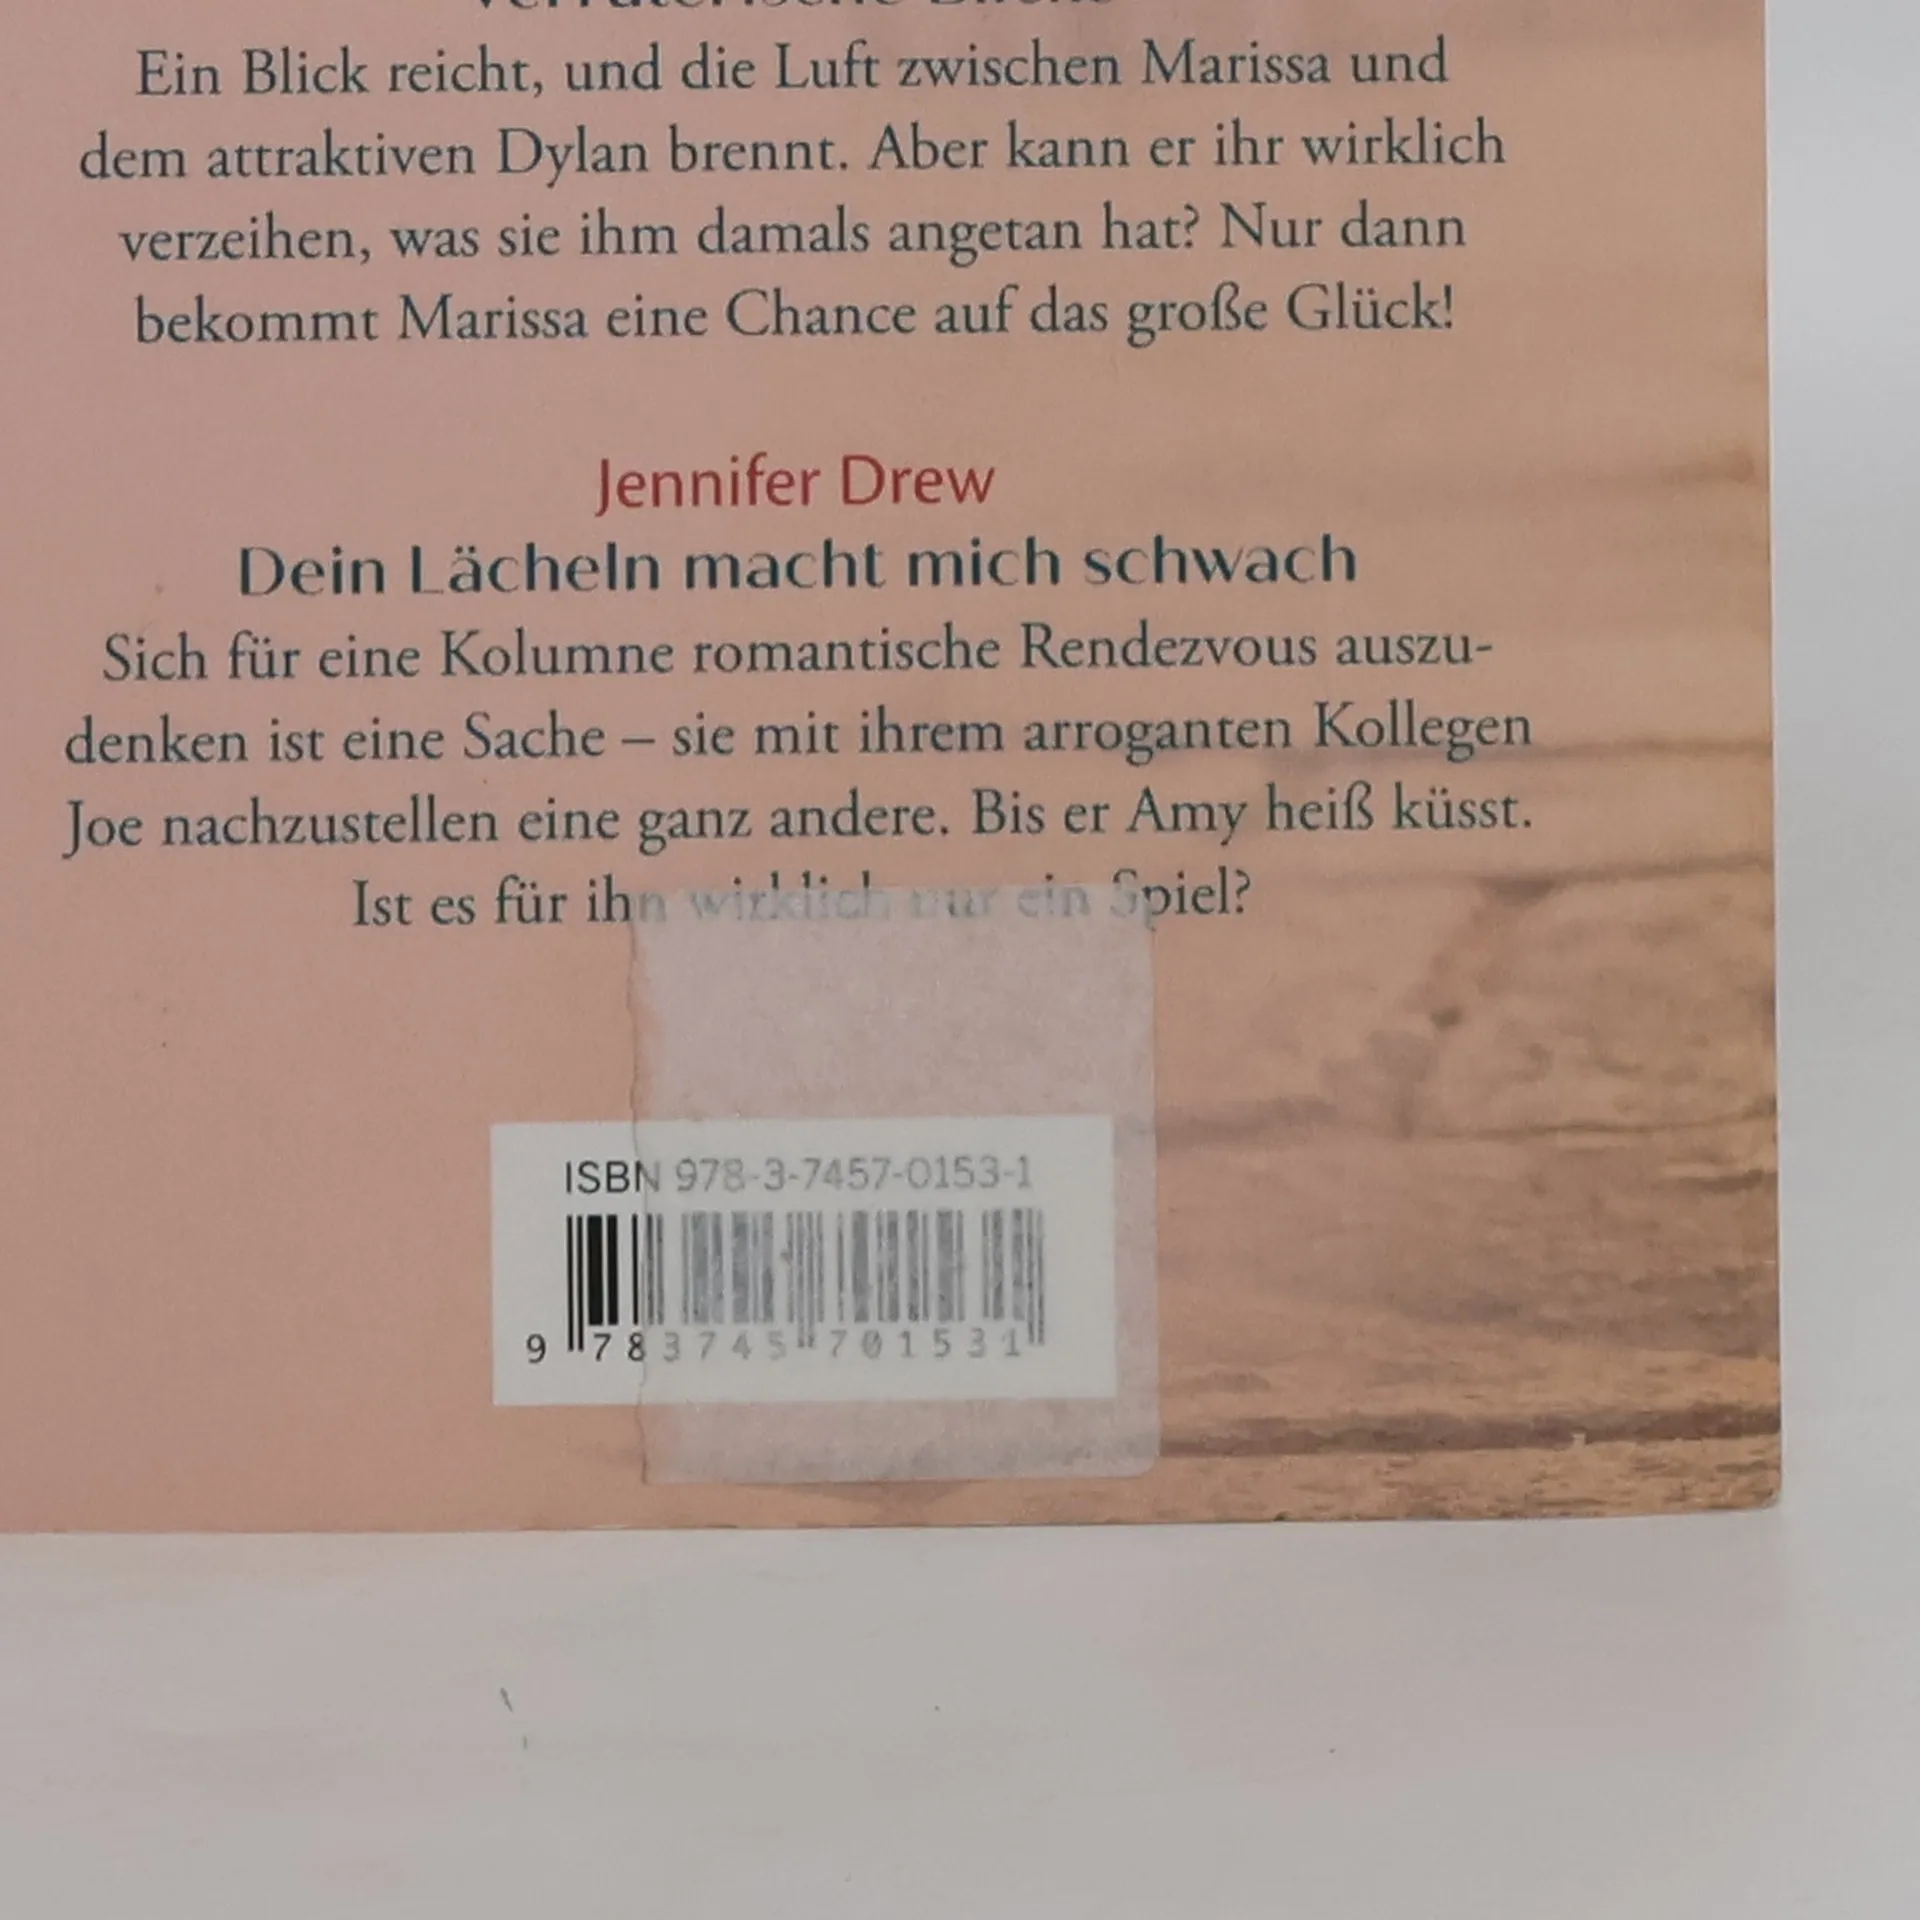 Ein Blick reicht, und die Luft zwischen Marissa und
dem attraktiven Dylan brennt. Aber kann er ihr wirklich
verzeihen, was sie ihm damals angetan hat? Nur dann
bekommt Marissa eine Chance auf das große Glück!
Jennifer Drew
Dein Lächeln macht mich schwach
Sich für eine Kolumne romantische Rendezvous auszu-
denken ist eine Sache – sie mit ihrem arroganten Kollegen
Joe nachzustellen eine ganz andere. Bis er Amy heiß küsst.
Ist es für ihn wirklich nur ein Spiel?
ISBN 978-3-7457-0153-1
9 783745 701531